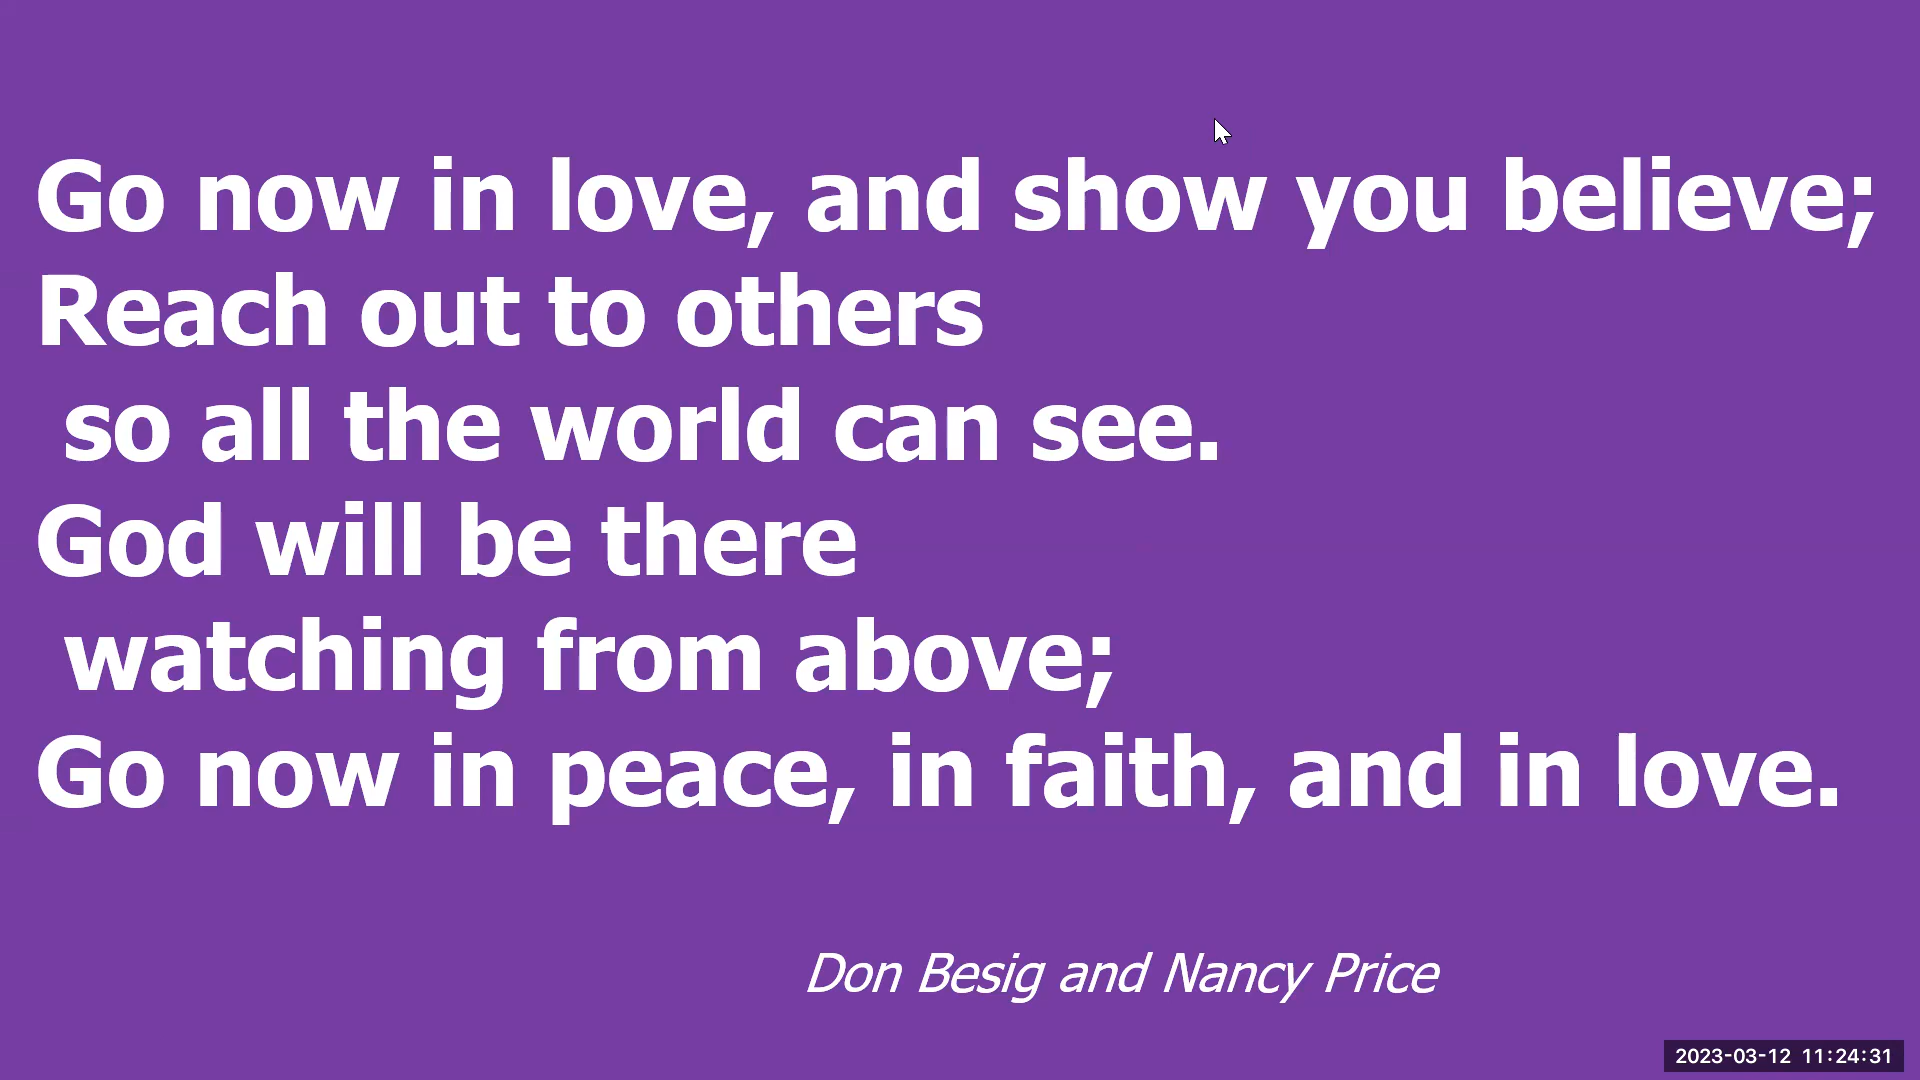 Go now in love, and show you believe;
Reach out to others
so all the world can see.
God will be there
watching from above;
Go now in peace, in faith, and in love.
Don Besig and Nancy Price
2023-03-12 11:24:31